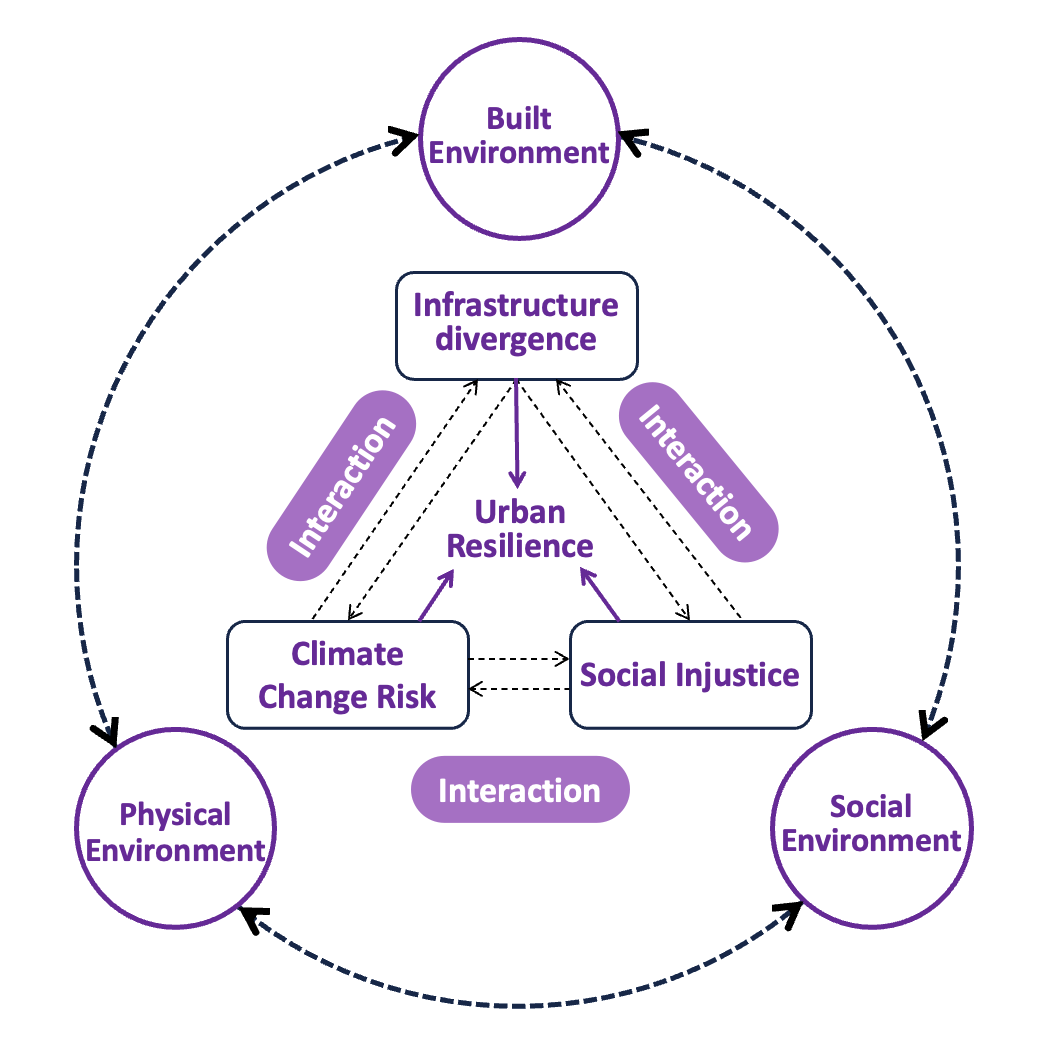 Built
Environment
Infrastructure
divergence
Interaction
Interaction
Urban
Resilience
Climate
Change Risk
Social Injustice
Interaction
Physical
Environment
Social
Environment